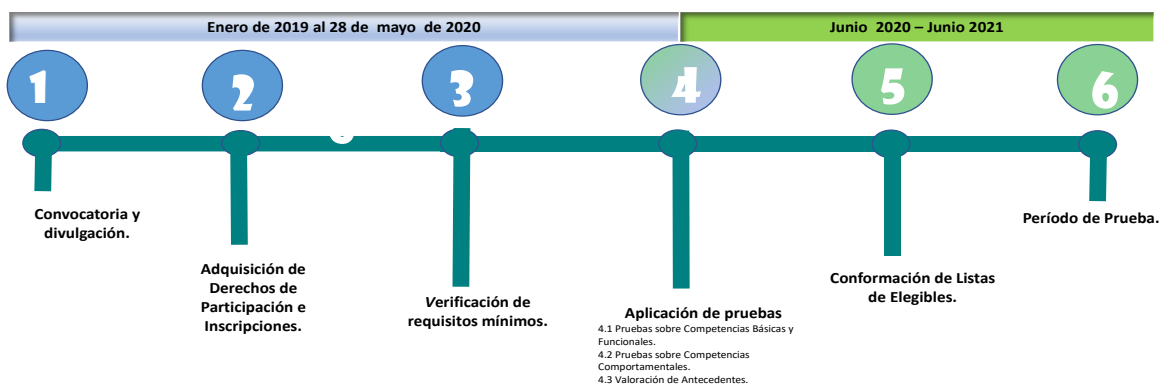 Enero de 2019 al 28 de mayo de 2020
Junio 2020 – Junio 2021
1
2
3
4
5
6
Convocatoria y
divulgación.
Adquisición de
Derechos de
Participación e
Inscripciones.
Verificación de
requisitos mínimos.
Aplicación de pruebas
4.1 Pruebas sobre Competencias Básicas y
Funcionales.
4.2 Pruebas sobre Competencias
Comportamentales.
4.3 Valoración de Antecedentes.
Conformación de Listas
de Elegibles.
Período de Prueba.